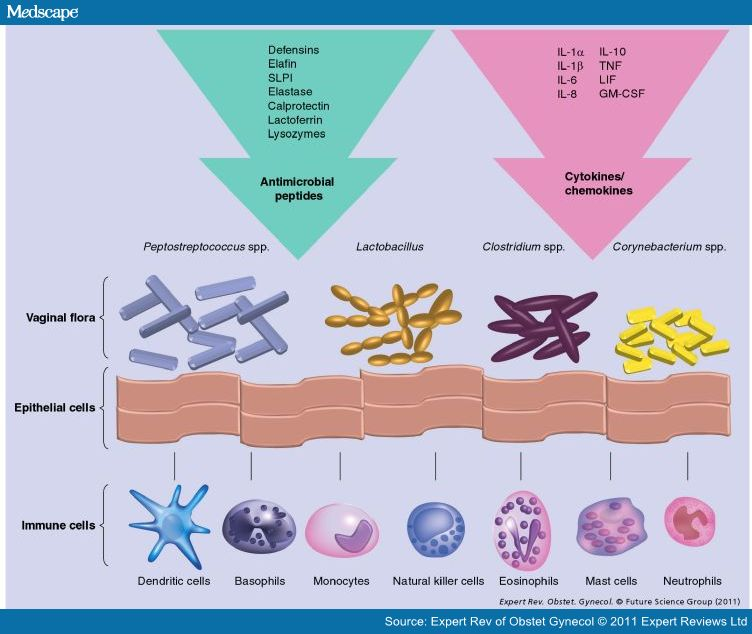 Medscape
Defensins
Elafin
SLPI
Elastase
Calprotectin
Lactoferrin
Lysozymes
Antimicrobial
peptides
IL-1α IL-10
IL-1β TNF
IL-6 LIF
IL-8 GM-CSF
Cytokines/
chemokines
Peptostreptococcus spp. Lactobacillus Clostridium spp. Corynebacterium spp.
Vaginal flora
Epithelial cells
Immune cells
Dendritic cells Basophils Monocytes Natural killer cells Eosinophils Mast cells Neutrophils
Expert Rev. Obstet. Gynecol. © Future Science Group (2011)
Source: Expert Rev of Obstet Gynecol © 2011 Expert Reviews Ltd